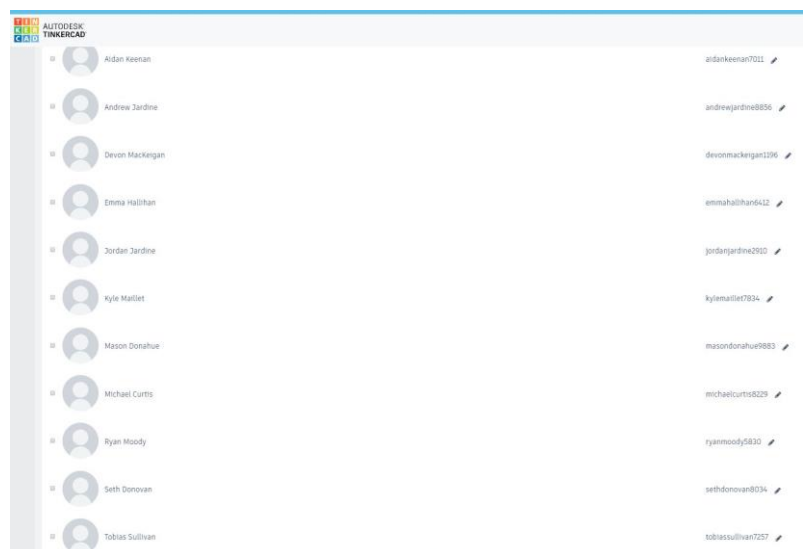 TIN
KER
CAD
AUTODESK
TINKERCAD
Aidan Keenan aidankeenan7011
Andrew Jardine andrewjardine8856
Devon MacKeigan devonmackeigan1196
Emma Hallihan emmahallihan6412
Jordan Jardine jordanjardine2910
Kyle Maillet kylemaillet7834
Mason Donahue masondonahue9883
Michael Curtis michaelcurtis8229
Ryan Moody ryanmoody5830
Seth Donovan sethdonovan8034
Tobias Sullivan tobiassullivan7257